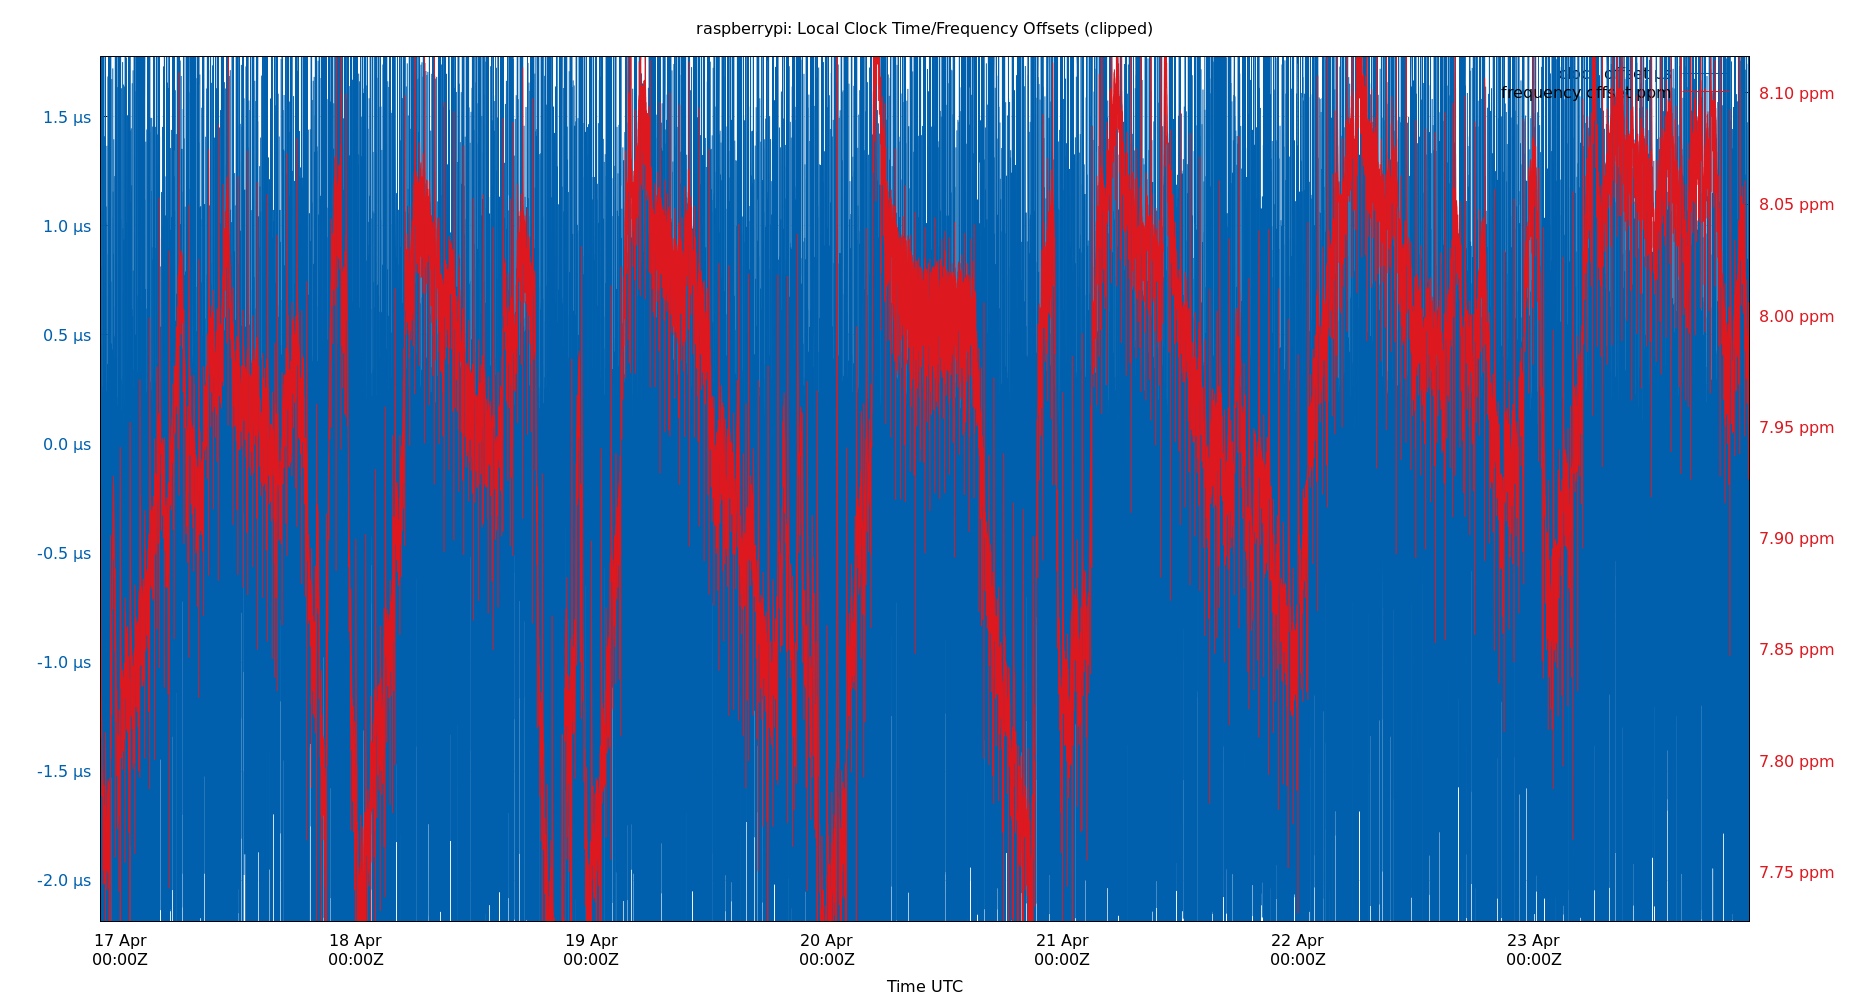 raspberrypi: Local Clock Time/Frequency Offsets (clipped)
clock offset µs
frequency offset ppm
1.5 µs
1.0 µs
0.5 µs
0.0 µs
-0.5 µs
-1.0 µs
-1.5 µs
-2.0 µs
8.10 ppm
8.05 ppm
8.00 ppm
7.95 ppm
7.90 ppm
7.85 ppm
7.80 ppm
7.75 ppm
17 Apr 18 Apr 19 Apr 20 Apr 21 Apr 22 Apr 23 Apr
00:00Z 00:00Z 00:00Z 00:00Z 00:00Z 00:00Z 00:00Z
Time UTC